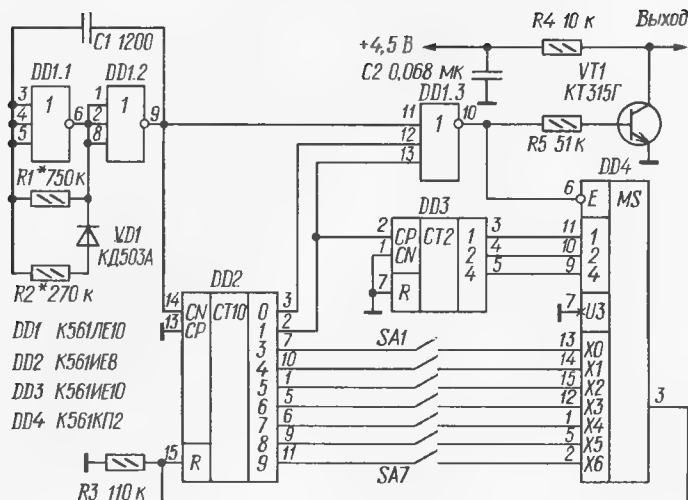 C1 1200
DD1.1
DD1.2
3
4
5
1
6
1
2
8
1
9
R1* 750 к
VD1
КД503А
R2* 270 к
+4,5 В
C2 0,068 мк
R4 10 к
Выход
VT1
КТ315Г
R5 51 к
DD1.3
11
12
13
1
10
DD4
6
E
MS
DD3
2
1
7
CP
CN
R
CT2
1
2
4
3
4
5
11
10
9
1
2
4
7
U3
DD2
14
13
15
CN
CP
R
CT10
0
1
3
4
5
6
7
8
9
3
2
7
10
1
5
6
9
11
SA1
SA7
13
14
15
12
1
5
2
X0
X1
X2
X3
X4
X5
X6
3
DD1 К561ЛЕ10
DD2 К561ИЕ8
DD3 К561ИЕ10
DD4 К561КП2
R3 110 к